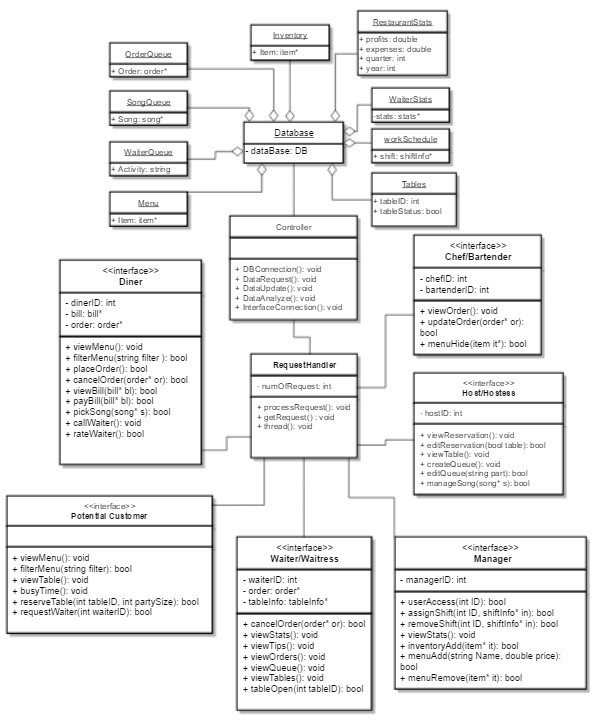 RestaurantStats
+ profits: double
+ expenses: double
+ quarter: int
+ year: int
Inventory
+ Item: item*
OrderQueue
+ Order: order*
SongQueue
+ Song: song*
WaiterStats
-stats: stats*
Database
- dataBase: DB
workSchedule
+ shift: shiftInfo*
WaiterQueue
+ Activity: string
Tables
+ tableID: int
+ tableStatus: bool
Menu
+ Item: item*
Controller
+ DBConnection(): void
+ DataRequest(): void
+ DataUpdate(): void
+ DataAnalyze(): void
+ InterfaceConnection(): void
<<interface>>
Chef/Bartender
- chefID: int
- bartenderID: int
+ viewOrder(): void
+ updateOrder(order* or):
bool
+ menuHide(item it*): bool
<<interface>>
Diner
- dinerID: int
- bill: bill*
- order: order*
+ viewMenu(): void
+ filterMenu(string filter ): bool
+ placeOrder(): bool
+ cancelOrder(order* or): bool
+ viewBill(bill* bl): bool
+ payBill(bill* bl): bool
+ pickSong(song* s): bool
+ callWaiter(): void
+ rateWaiter(): bool
RequestHandler
- numOfRequest: int
+ processRequest(): void
+ getRequest() : void
+ thread(): void
<<interface>>
Host/Hostess
- hostID: int
+ viewReservation(): void
+ editReservation(bool table): bool
+ viewTable(): void
+ createQueue(): void
+ editQueue(string part): bool
+ manageSong(song* s): bool
<<interface>>
Potential Customer
+ viewMenu(): void
+ filterMenu(string filter): bool
+ viewTable(): void
+ busyTime(): void
+ reserveTable(int tableID, int partySize): bool
+ requestWaiter(int waiterID): bool
<<interface>>
Waiter/Waitress
- waiterID: int
- order: order*
- tableInfo: tableInfo*
+ cancelOrder(order* or): bool
+ viewStats(): void
+ viewTips(): void
+ viewOrders(): void
+ viewQueue(): void
+ viewTables(): void
+ tableOpen(int tableID): bool
<<interface>>
Manager
- managerID: int
+ userAccess(int ID): bool
+ assignShift(int ID, shiftInfo* in): bool
+ removeShift(int ID, shiftInfo* in): bool
+ viewStats(): void
+ inventoryAdd(item* it): bool
+ menuAdd(string Name, double price):
bool
+ menuRemove(item* it): bool